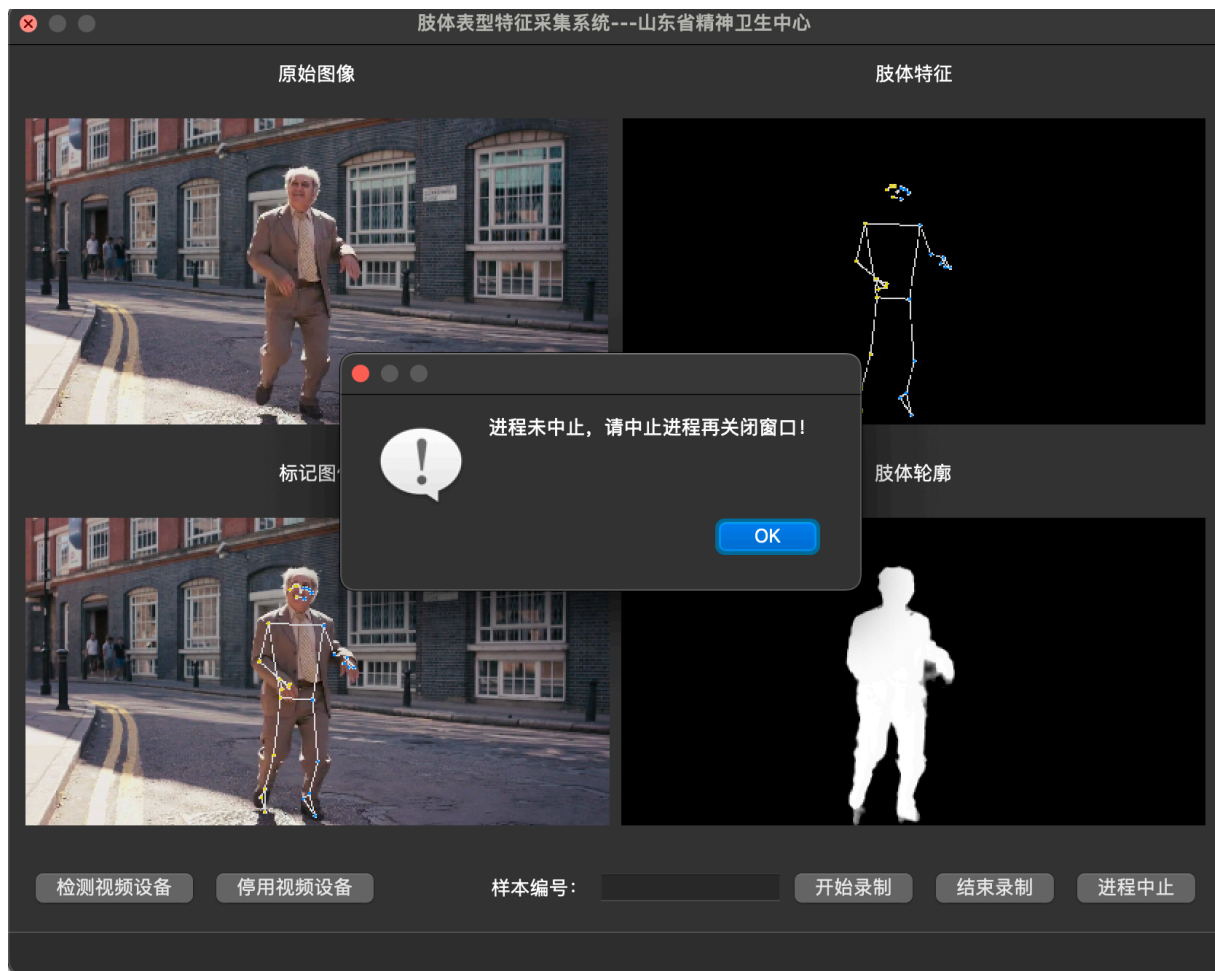 肢体表型特征采集系统---山东省精神卫生中心
原始图像
肢体特征
进程未中止，请中止进程再关闭窗口！
OK
标记图
肢体轮廓
检测视频设备
停用视频设备
样本编号：
开始录制
结束录制
进程中止